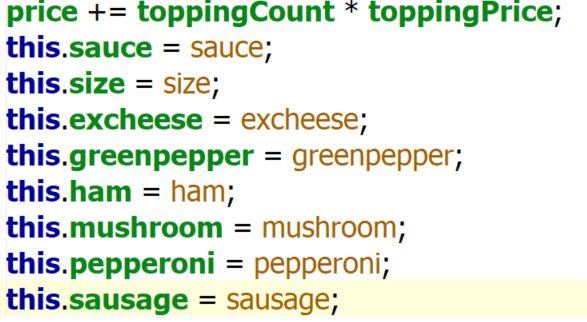 price += toppingCount * toppingPrice;
this.sauce = sauce;
this.size = size;
this.excheese = excheese;
this.greenpepper = greenpepper;
this.ham = ham;
this.mushroom = mushroom;
this.pepperoni = pepperoni;
this.sausage = sausage;